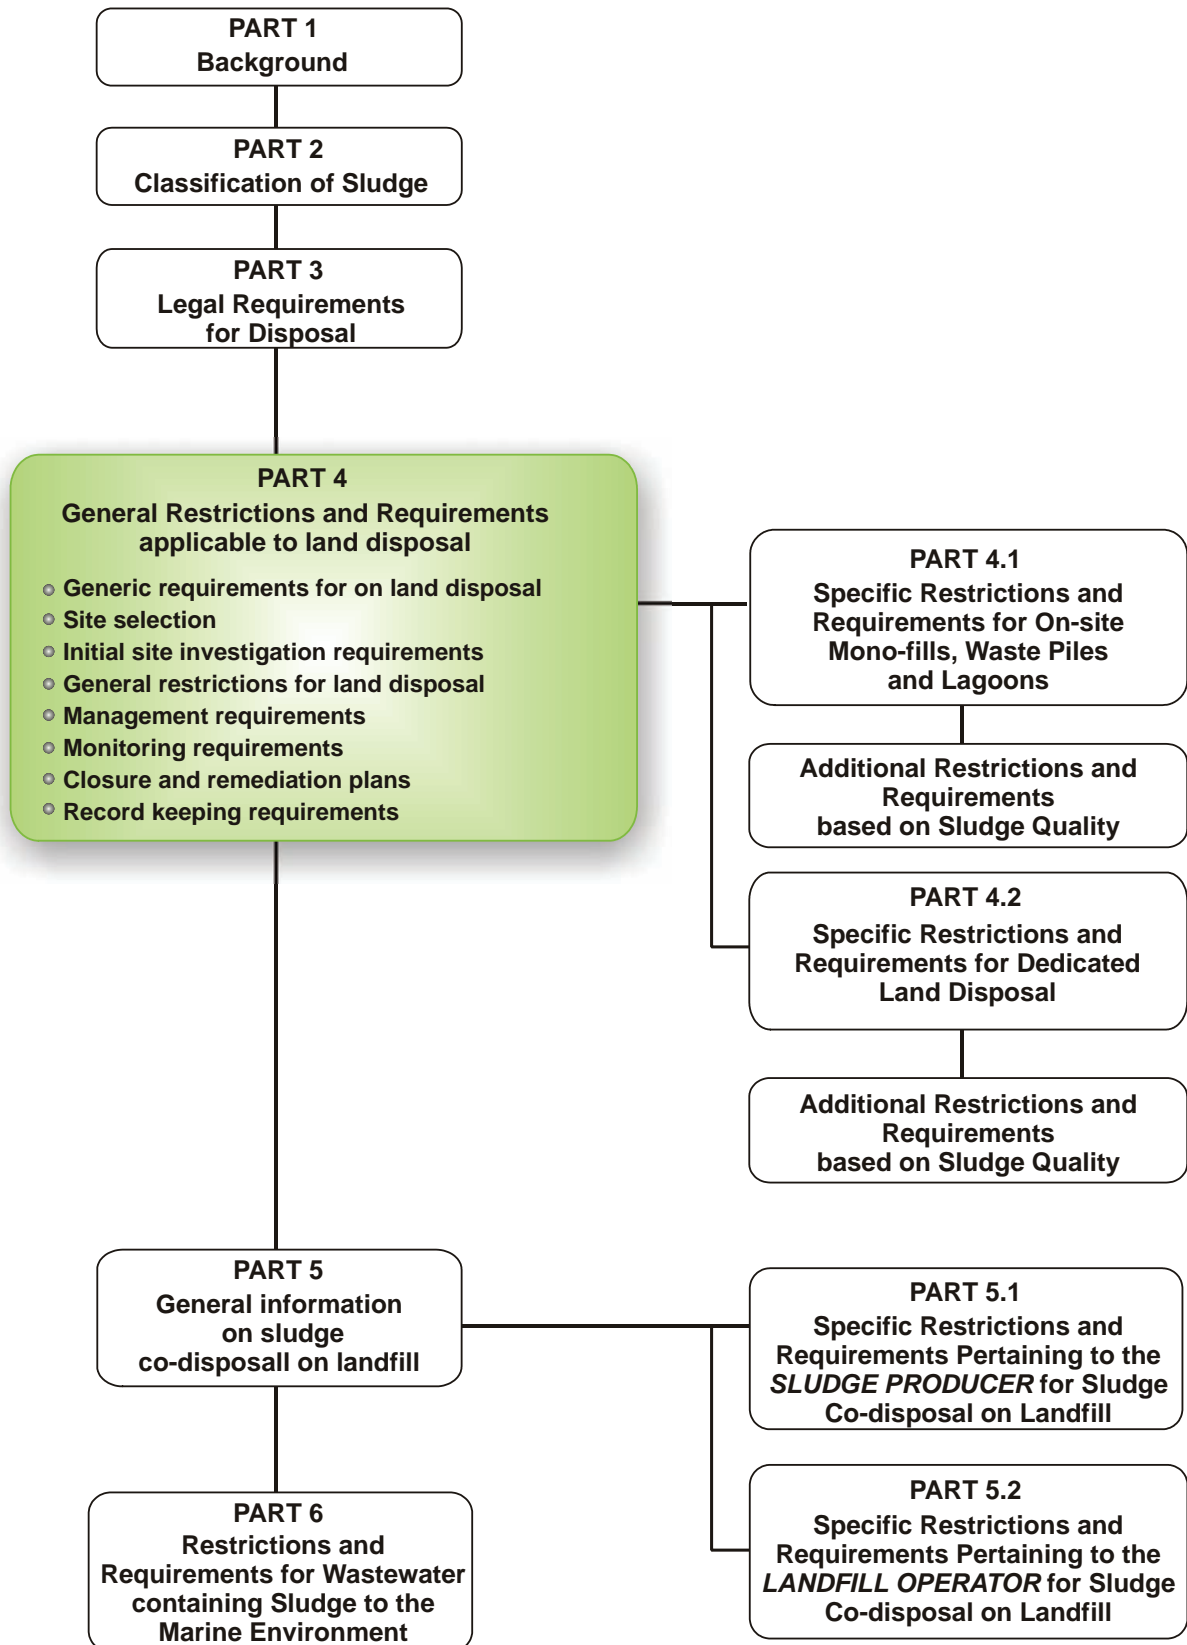 PART 1
Background
PART 2
Classification of Sludge
PART 3
Legal Requirements
for Disposal
PART 4
General Restrictions and Requirements
applicable to land disposal
Generic requirements for on land disposal
Site selection
Initial site investigation requirements
General restrictions for land disposal
Management requirements
Monitoring requirements
Closure and remediation plans
Record keeping requirements
PART 4.1
Specific Restrictions and
Requirements for On-site
Mono-fills, Waste Piles
and Lagoons
Additional Restrictions and
Requirements
based on Sludge Quality
PART 4.2
Specific Restrictions and
Requirements for Dedicated
Land Disposal
Additional Restrictions and
Requirements
based on Sludge Quality
PART 5
General information
on sludge
co-disposall on landfill
PART 5.1
Specific Restrictions and
Requirements Pertaining to the
SLUDGE PRODUCER for Sludge
Co-disposal on Landfill
PART 5.2
Specific Restrictions and
Requirements Pertaining to the
LANDFILL OPERATOR for Sludge
Co-disposal on Landfill
PART 6
Restrictions and
Requirements for Wastewater
containing Sludge to the
Marine Environment